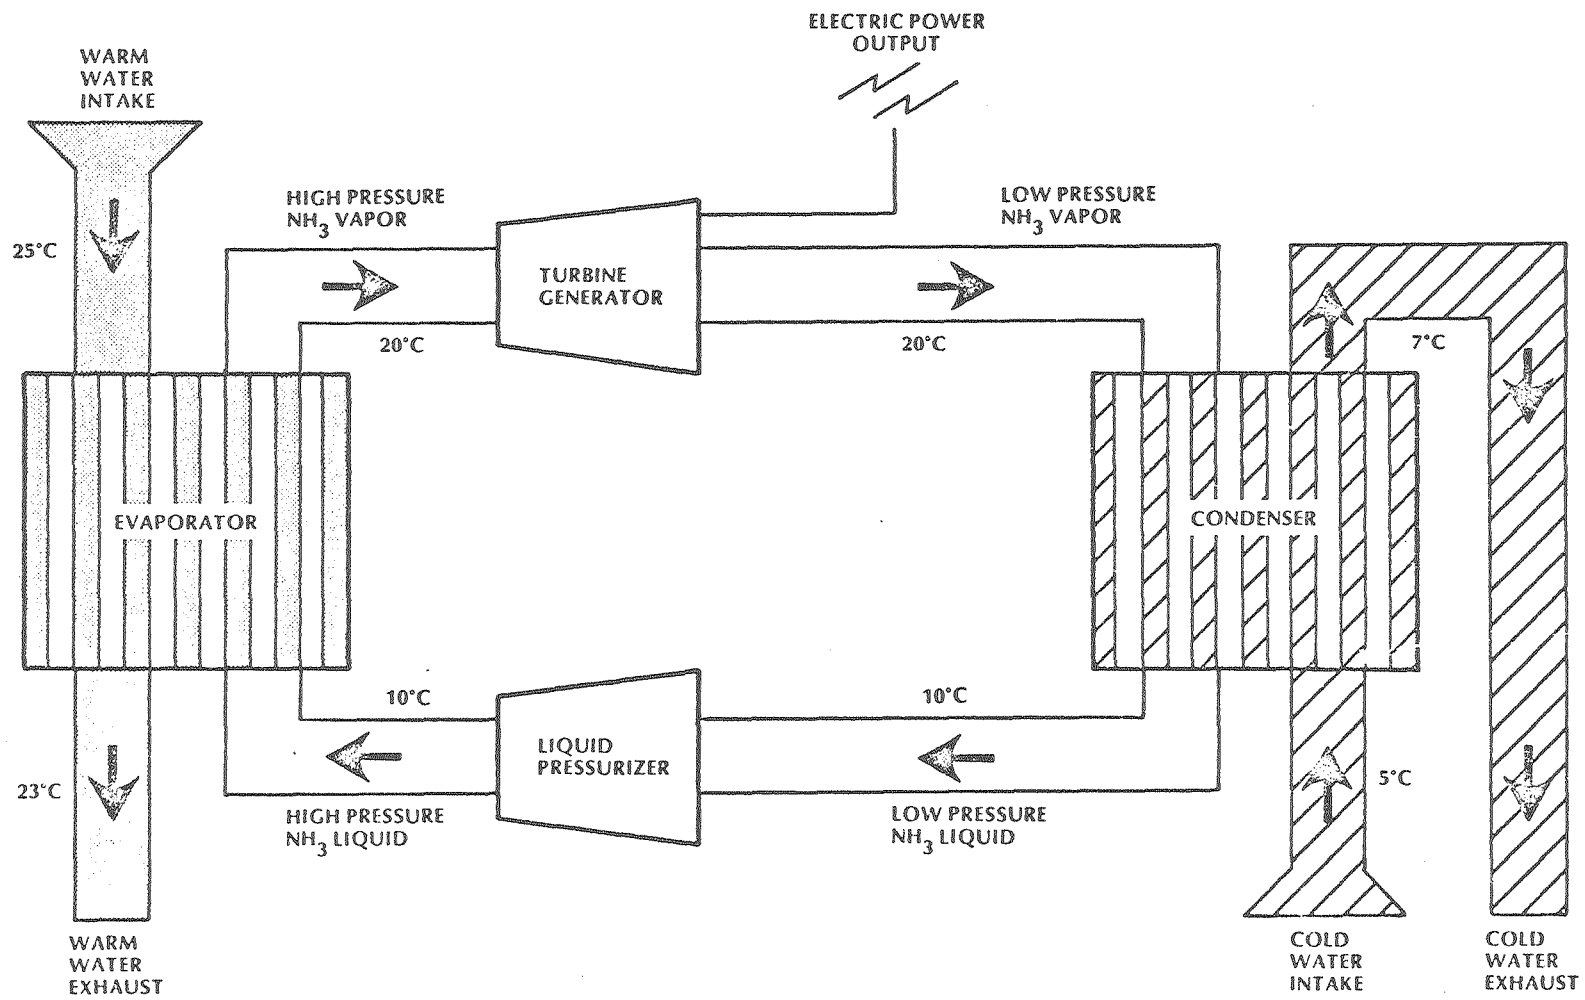 ELECTRIC POWER
OUTPUT
WARM
WATER
INTAKE
HIGH PRESSURE
NH3 VAPOR
LOW PRESSURE
NH3 VAPOR
25°C
TURBINE
GENERATOR
20°C
20°C
7°C
EVAPORATOR
CONDENSER
10°C
10°C
LIQUID
PRESSURIZER
23°C
5°C
HIGH PRESSURE
NH3 LIQUID
LOW PRESSURE
NH3 LIQUID
WARM
WATER
EXHAUST
COLD
WATER
INTAKE
COLD
WATER
EXHAUST